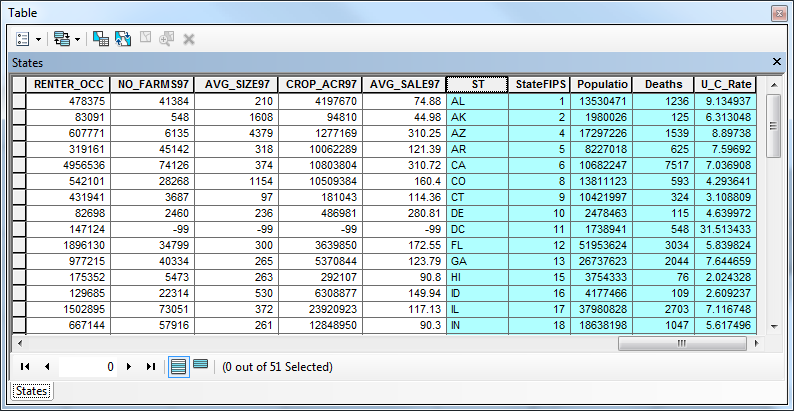 Table
States
RENTER_OCC NO_FARMS97 AVG_SIZE97 CROP_ACR97 AVG_SALE97 ST StateFIPS Populatio Deaths U_C_Rate
478375 41384 210 4197670 74.88 AL 1 13530471 1236 9.134937
83091 548 1608 94810 44.98 AK 2 1980026 125 6.313048
607771 6135 4379 1277169 310.25 AZ 4 17297226 1539 8.89738
319161 45142 318 10062289 121.39 AR 5 8227018 625 7.59692
4956536 74126 374 10803804 310.72 CA 6 10682247 7517 7.036908
542101 28268 1154 10509384 160.4 CO 8 13811123 593 4.293641
431941 3687 97 181043 114.36 CT 9 10421997 324 3.108809
82698 2460 236 486981 280.81 DE 10 2478463 115 4.639972
147124 -99 -99 -99 -99 DC 11 1738941 548 31.513433
1896130 34799 300 3639850 172.55 FL 12 51953624 3034 5.839824
977215 40334 265 5370844 123.79 GA 13 26737623 2044 7.644659
175352 5473 263 292107 90.8 HI 15 3754333 76 2.024328
129685 22314 530 6308877 149.94 ID 16 4177466 109 2.609237
1502895 73051 372 23920923 117.13 IL 17 37980828 2703 7.116748
667144 57916 261 12848950 90.3 IN 18 18638198 1047 5.617496
0 (0 out of 51 Selected)
States